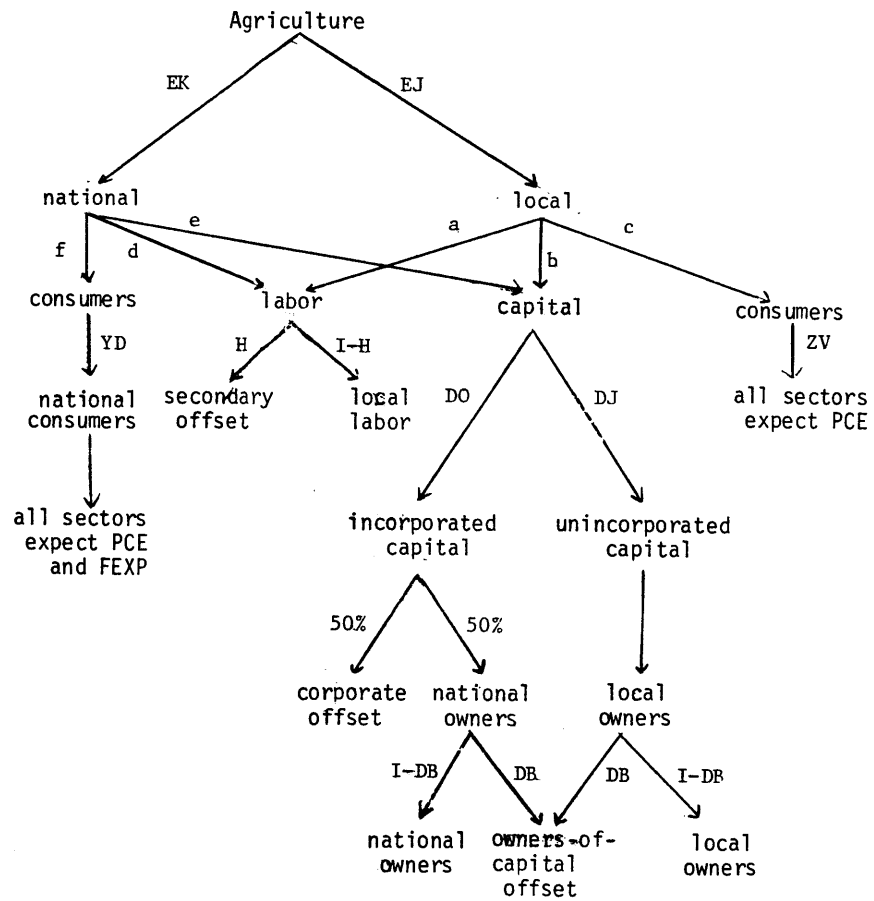 Agriculture
EK
EJ
national
local
e
a
c
f
d
b
consumers
labor
capital
consumers
YD
H
I-H
ZV
national
consumers
secondary
offset
local
labor
DO
DJ
all sectors
expect PCE
all sectors
expect PCE
and FEXP
incorporated
capital
unincorporated
capital
50%
50%
corporate
offset
national
owners
local
owners
I-DB
DB
DB
I-DB
national
owners
owners-of-
capital
offset
local
owners